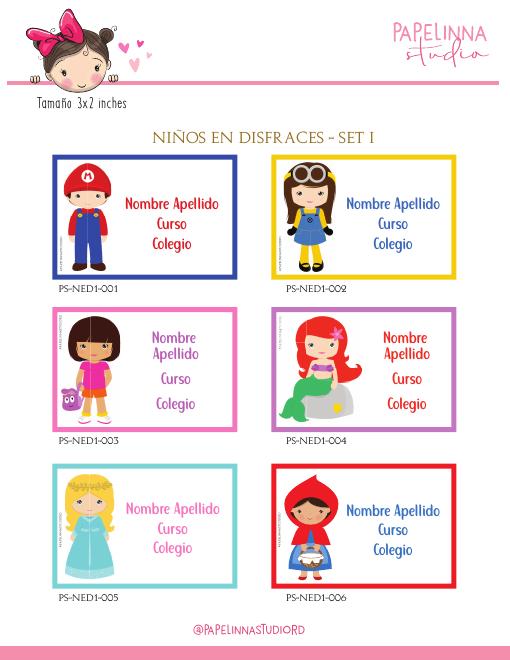 PAPELINNA
studio
Tamaño 3x2 inches
NIÑOS EN DISFRACES - SET 1
M
Nombre Apellido
Curso
Colegio
PS-NED1-001
Nombre Apellido
Curso
Colegio
PS-NED1-002
Nombre
Apellido
Curso
Colegio
PS-NED1-003
Nombre
Apellido
Curso
Colegio
PS-NED1-004
Nombre Apellido
Curso
Colegio
PS-NED1-005
Nombre Apellido
Curso
Colegio
PS-NED1-006
@PAPELINNASTUDIORD